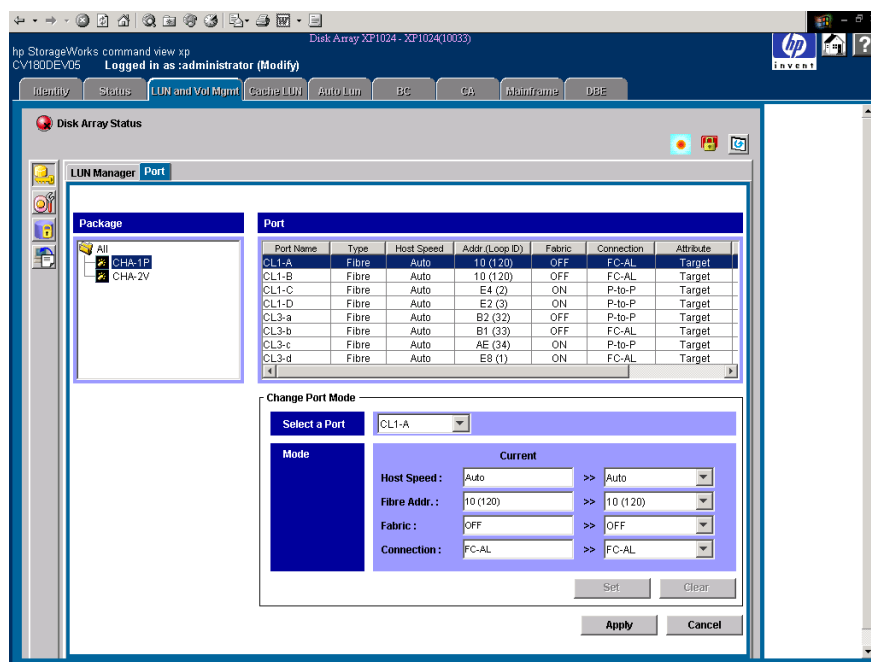 Disk Array XP1024 - XP1024(10033)
hp StorageWorks command view xp
CV180DEV05 Logged in as :administrator (Modify)
hp
invent
?
Identity Status LUN and Vol Mgmt Cache LUN Auto Lun BC CA Mainframe DBE
Disk Array Status
LUN Manager Port
Package
All
CHA-1P
CHA-2V
Port
Port Name Type Host Speed Addr.(Loop ID) Fabric Connection Attribute
CL1-A Fibre Auto 10 (120) OFF FC-AL Target
CL1-B Fibre Auto 10 (120) OFF FC-AL Target
CL1-C Fibre Auto E4 (2) ON P-to-P Target
CL1-D Fibre Auto E2 (3) ON P-to-P Target
CL3-a Fibre Auto B2 (32) OFF P-to-P Target
CL3-b Fibre Auto B1 (33) OFF FC-AL Target
CL3-c Fibre Auto AE (34) ON P-to-P Target
CL3-d Fibre Auto E8 (1) ON FC-AL Target
Change Port Mode
Select a Port CL1-A
Mode Current
Host Speed : Auto >> Auto
Fibre Addr. : 10 (120) >> 10 (120)
Fabric : OFF >> OFF
Connection : FC-AL >> FC-AL
Set Clear
Apply Cancel